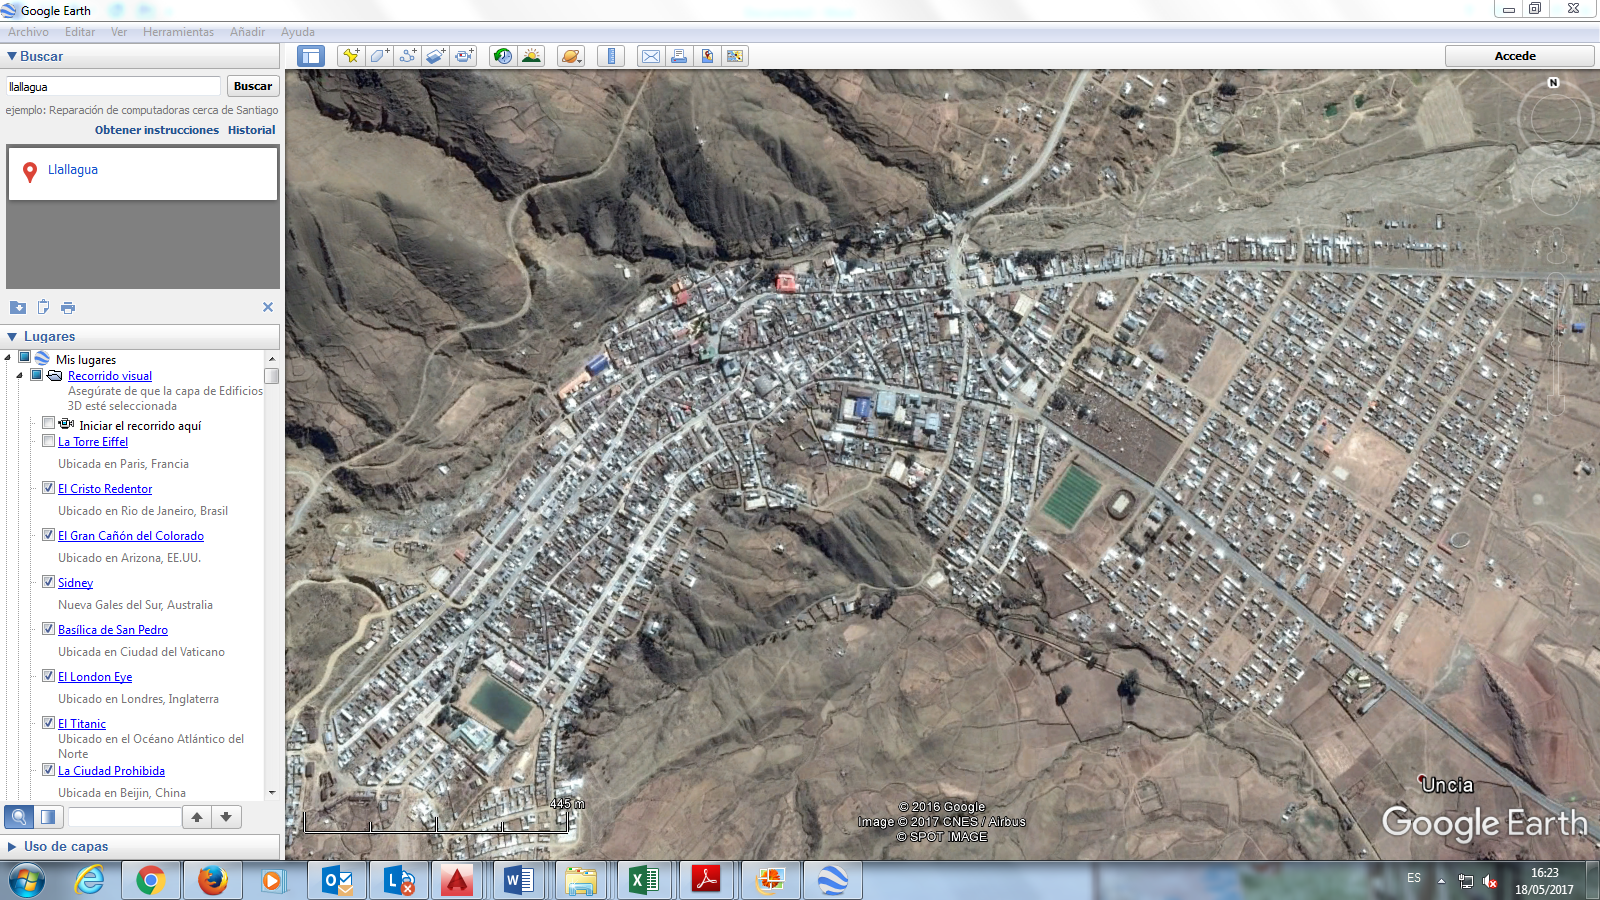 Google Earth
Archivo Editar Ver Herramientas Añadir Ayuda
Buscar
llallagua
Buscar
ejemplo: Reparación de computadoras cerca de Santiago
Obtener instrucciones Historial
Llallagua
Lugares
Mis lugares
Recorrido visual
Asegúrate de que la capa de Edificios
3D esté seleccionada
Iniciar el recorrido aquí
La Torre Eiffel
Ubicada en Paris, Francia
El Cristo Redentor
Ubicado en Rio de Janeiro, Brasil
El Gran Cañón del Colorado
Ubicado en Arizona, EE.UU.
Sidney
Nueva Gales del Sur, Australia
Basílica de San Pedro
Ubicada en Ciudad del Vaticano
El London Eye
Ubicado en Londres, Inglaterra
El Titanic
Ubicado en el Océano Atlántico del
Norte
La Ciudad Prohibida
Ubicada en Beijin, China
Uso de capas
Accede
N
445 m
© 2016 Google
Image © 2017 CNES / Airbus
© SPOT IMAGE
Uncia
Google Earth
ES
16:23
18/05/2017